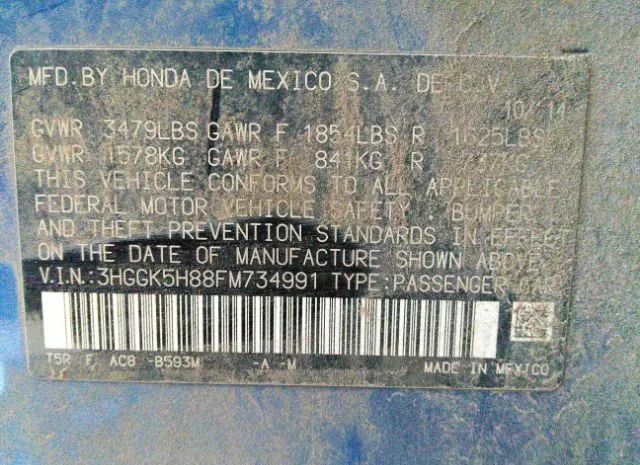 MFD.BY HONDA DE MEXICO S.A. DE V
10/14
GVWR 3479LBS GAWR F 1854LBS R
GVWR 1578KG GAWR F 841KG R
THIS VEHICLE CONFORMS TO ALL APPLICABLE
FEDERAL MOTOR VEHICLE SAFETY, BUMPER,
AND THEFT PREVENTION STANDARDS IN EFFECT
ON THE DATE OF MANUFACTURE SHOWN ABOVE.
V.I.N.:3HGGK5H88FM734991 TYPE:PASSENGER CAR
T5R F AC8 -B593M -A -M MADE IN MEXICO